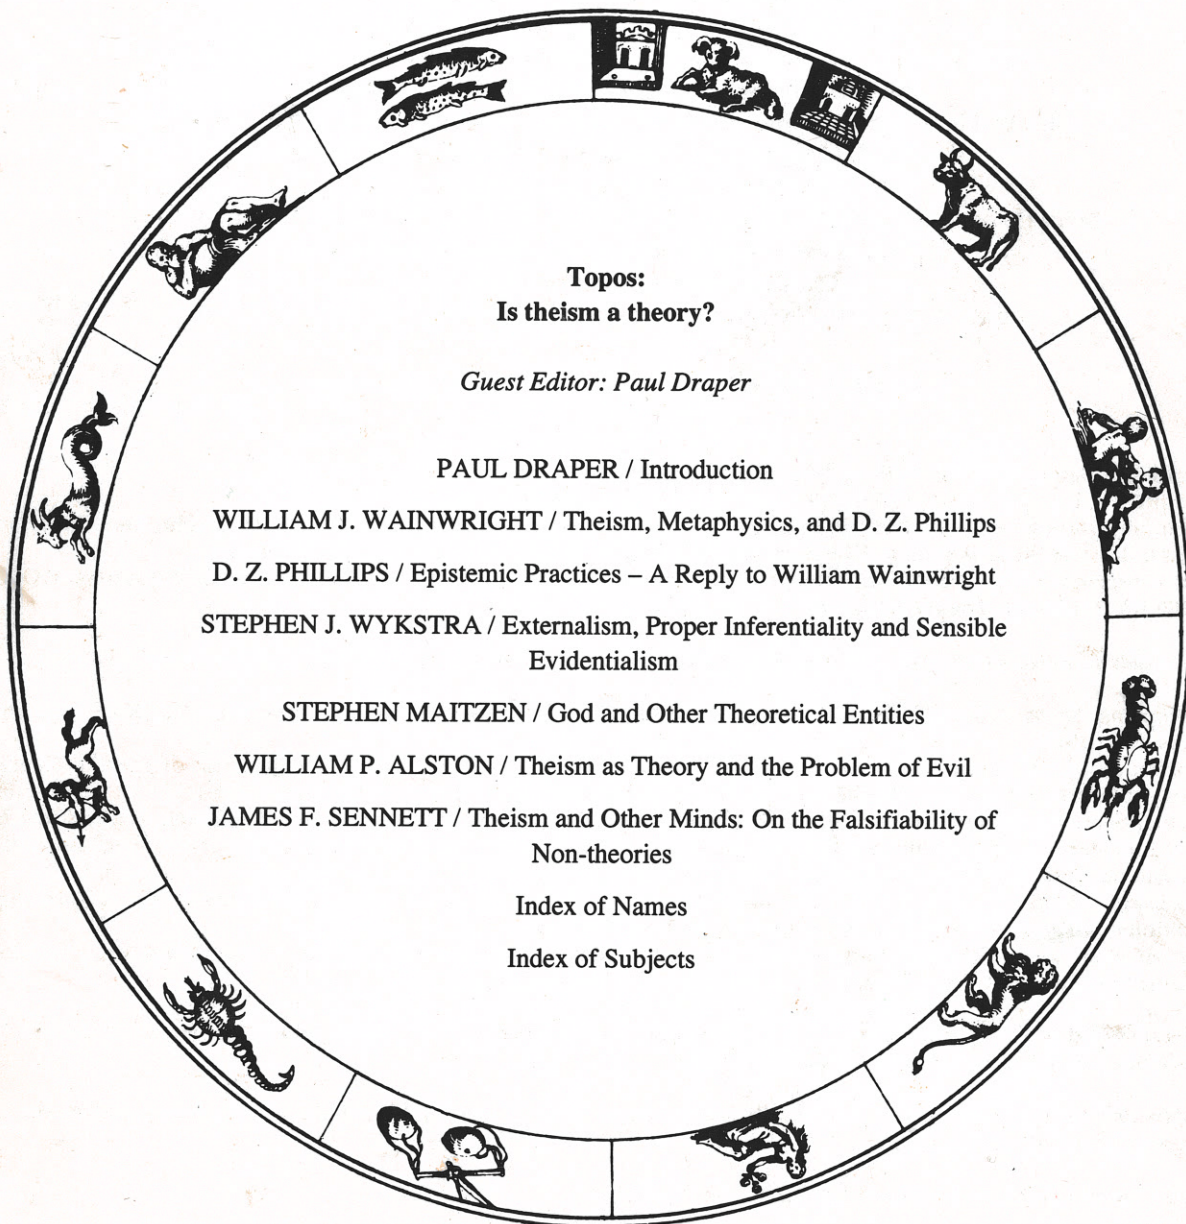 Topos:
Is theism a theory?
Guest Editor: Paul Draper
PAUL DRAPER / Introduction
WILLIAM J. WAINWRIGHT / Theism, Metaphysics, and D. Z. Phillips
D. Z. PHILLIPS / Epistemic Practices – A Reply to William Wainwright
STEPHEN J. WYKSTRA / Externalism, Proper Inferentiality and Sensible
Evidentialism
STEPHEN MAITZEN / God and Other Theoretical Entities
WILLIAM P. ALSTON / Theism as Theory and the Problem of Evil
JAMES F. SENNETT / Theism and Other Minds: On the Falsifiability of
Non-theories
Index of Names
Index of Subjects